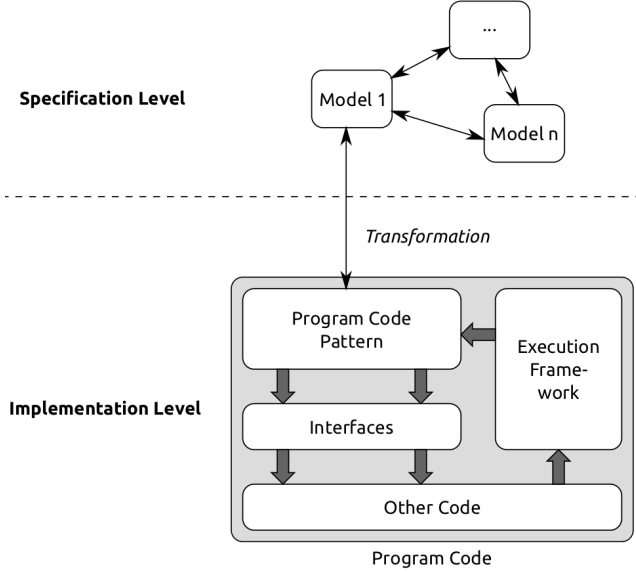 ...
Specification Level
Model 1
Model n
Transformation
Program Code
Pattern
Execution
Frame-
work
Implementation Level
Interfaces
Other Code
Program Code